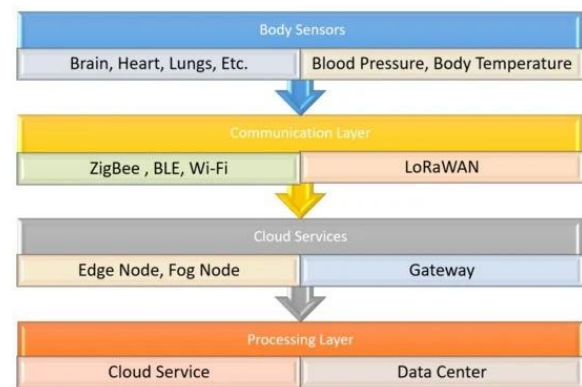 Body Sensors
Brain, Heart, Lungs, Etc.
Blood Pressure, Body Temperature
Communication Layer
ZigBee , BLE, Wi-Fi
LoRaWAN
Cloud Services
Edge Node, Fog Node
Gateway
Processing Layer
Cloud Service
Data Center